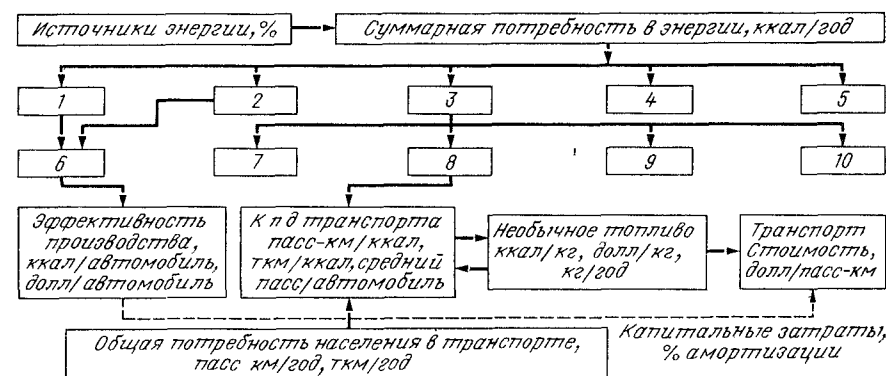 Источники энергии, %
Суммарная потребность в энергии, ккал/год
1
2
3
4
5
6
7
8
9
10
Эффективность
производства,
ккал/автомобиль,
долл/автомобиль
К п д транспорта
пасс-км/ккал,
ткм/ккал, средний
пасс/автомобиль
Необычное топливо
ккал/кг, долл/кг,
кг/год
Транспорт
Стоимость,
долл/пасс-км
Общая потребность населения в транспорте,
пасс км/год, ткм/год
Капитальные затраты,
% амортизации